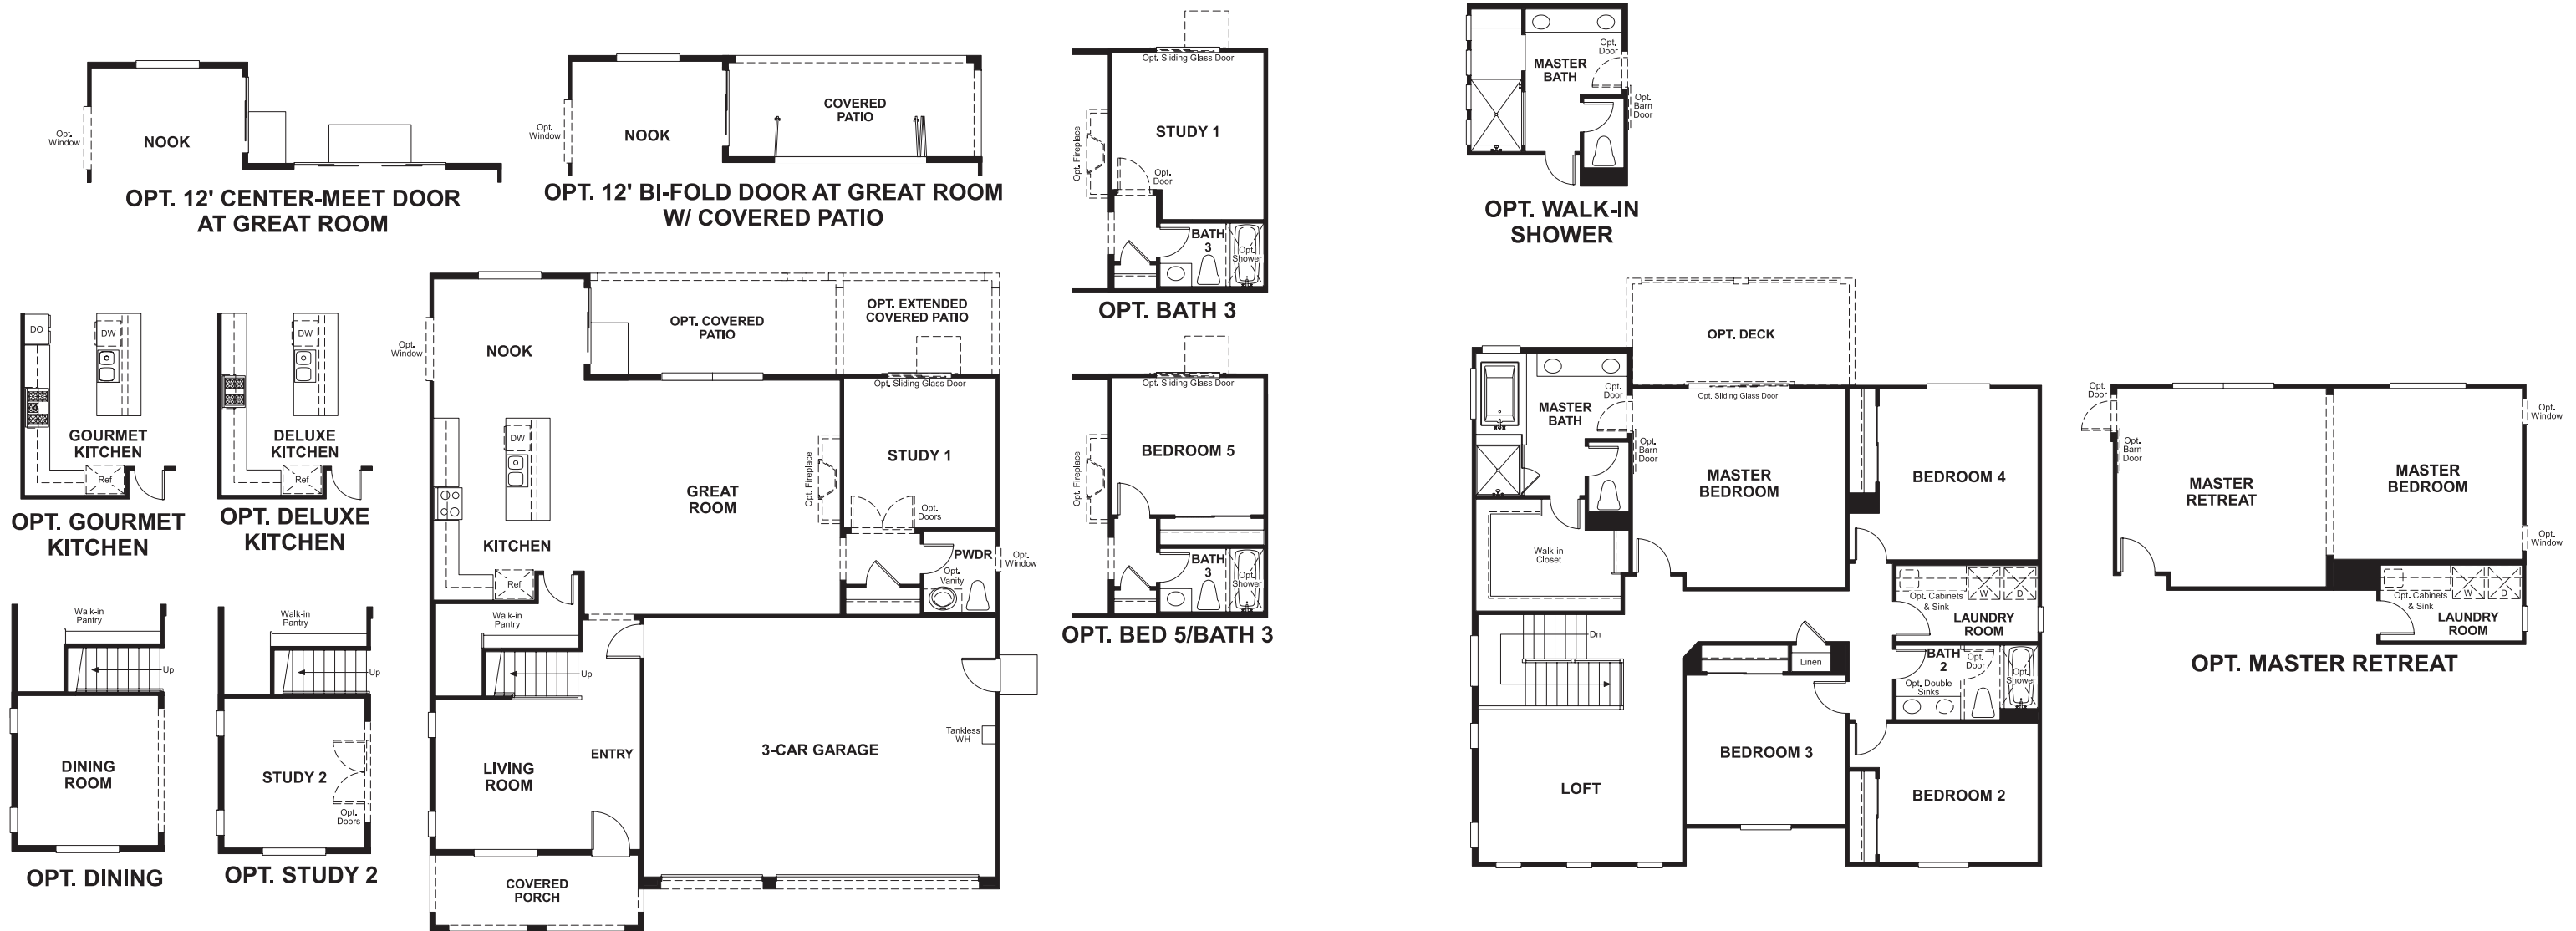 Opt.
Window
NOOK
OPT. 12' CENTER-MEET DOOR
AT GREAT ROOM
Opt.
Window
NOOK
COVERED
PATIO
OPT. 12' BI-FOLD DOOR AT GREAT ROOM
W/ COVERED PATIO
Opt. Sliding Glass Door
STUDY 1
Opt. Fireplace
Opt.
Door
BATH
3
Opt.
Shower
OPT. BATH 3
MASTER
BATH
Opt.
Door
Opt.
Barn
Door
OPT. WALK-IN
SHOWER
DO
DW
GOURMET
KITCHEN
Ref
OPT. GOURMET
KITCHEN
DW
DELUXE
KITCHEN
Ref
OPT. DELUXE
KITCHEN
Walk-in
Pantry
Up
DINING
ROOM
OPT. DINING
Walk-in
Pantry
Up
STUDY 2
Opt.
Doors
OPT. STUDY 2
Opt.
Window
NOOK
OPT. COVERED
PATIO
OPT. EXTENDED
COVERED PATIO
Opt. Sliding Glass Door
STUDY 1
Opt. Fireplace
Opt.
Doors
GREAT
ROOM
DW
KITCHEN
Ref
PWDR
Opt.
Vanity
Opt.
Window
Walk-in
Pantry
Up
ENTRY
LIVING
ROOM
3-CAR GARAGE
Tankless
WH
COVERED
PORCH
Opt. Sliding Glass Door
BEDROOM 5
Opt. Fireplace
BATH
3
Opt.
Shower
OPT. BED 5/BATH 3
OPT. DECK
Opt. Sliding Glass Door
MASTER
BATH
Opt.
Door
Opt.
Barn
Door
MASTER
BEDROOM
BEDROOM 4
Walk-in
Closet
Opt. Cabinets
& Sink
W
D
LAUNDRY
ROOM
Dn
Linen
BATH
2
Opt.
Door
Opt.
Shower
Opt. Double
Sinks
LOFT
BEDROOM 3
BEDROOM 2
Opt.
Door
Opt.
Barn
Door
MASTER
RETREAT
MASTER
BEDROOM
Opt.
Window
Opt.
Window
Opt. Cabinets
& Sink
W
D
LAUNDRY
ROOM
OPT. MASTER RETREAT